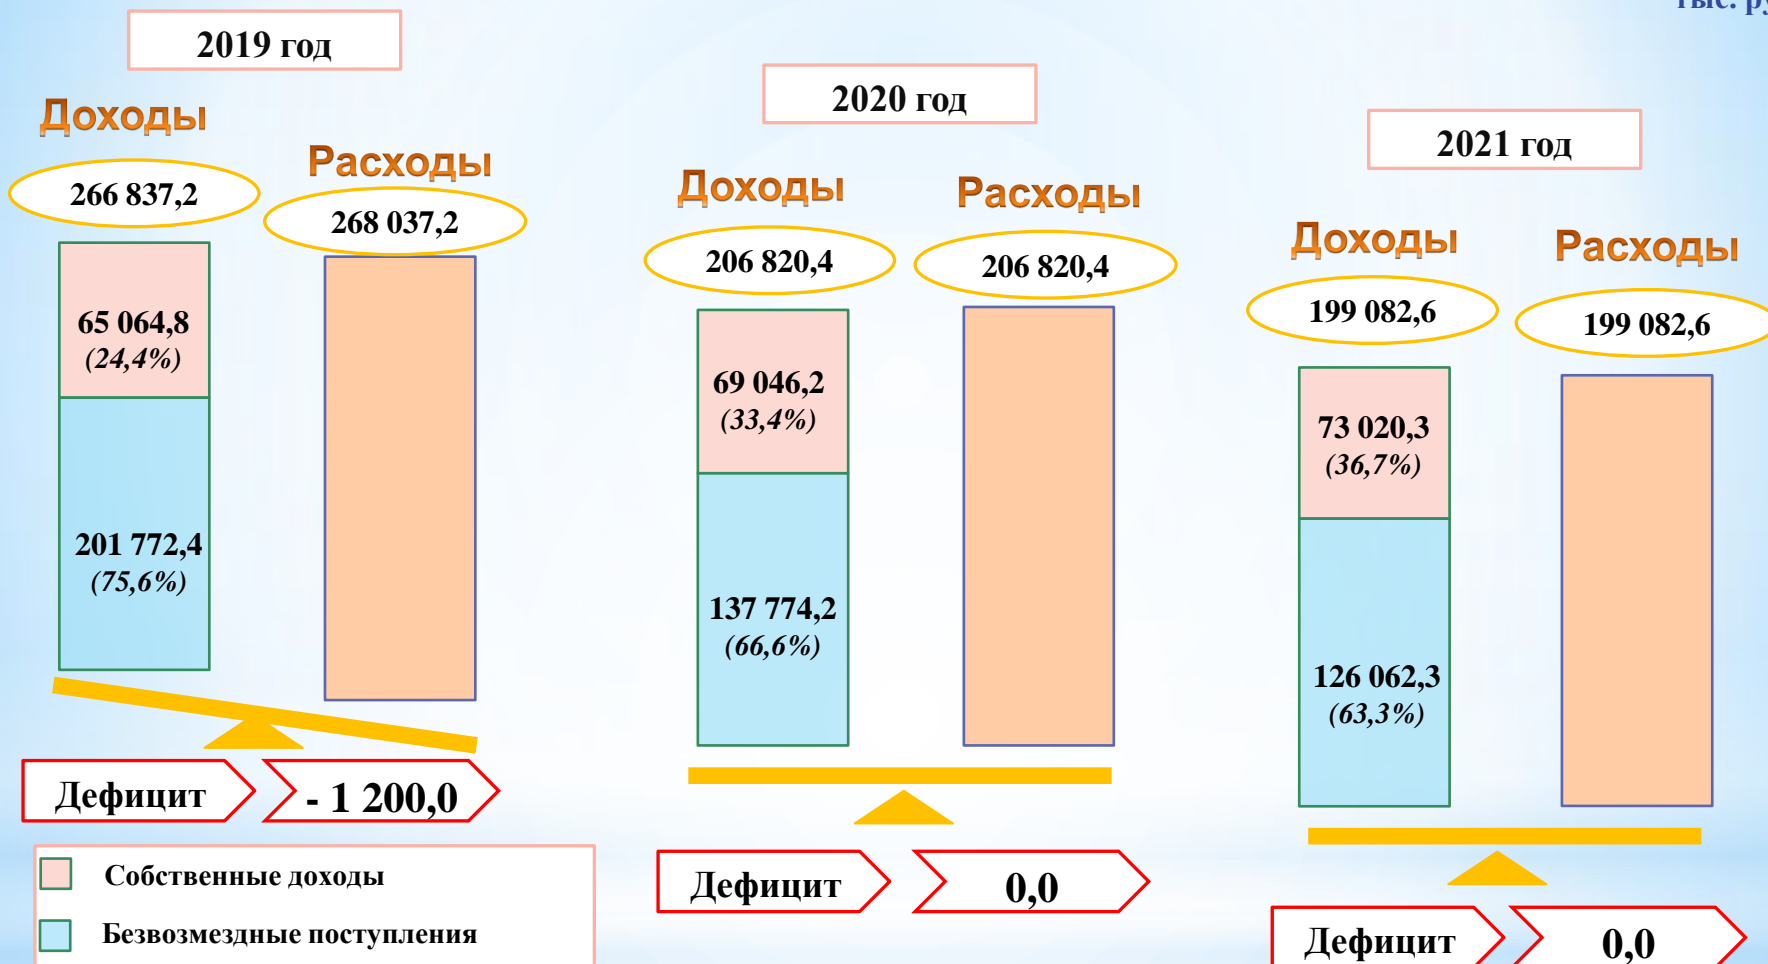 тыс. ру
2019 год
Доходы
266 837,2
65 064,8
(24,4%)
201 772,4
(75,6%)
Расходы
268 037,2
Дефицит
- 1 200,0
2020 год
Доходы
206 820,4
69 046,2
(33,4%)
137 774,2
(66,6%)
Расходы
206 820,4
Дефицит
0,0
2021 год
Доходы
199 082,6
73 020,3
(36,7%)
126 062,3
(63,3%)
Расходы
199 082,6
Дефицит
0,0
Собственные доходы
Безвозмездные поступления